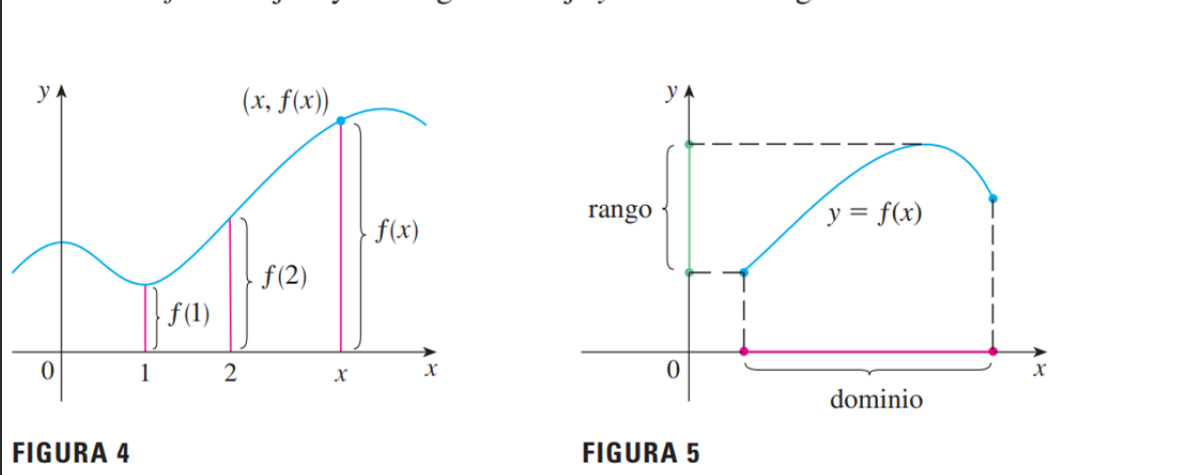 y
(x, f(x))
f(x)
f(2)
f(1)
0
1
2
x
x
FIGURA 4
y
rango
y = f(x)
0
x
dominio
FIGURA 5